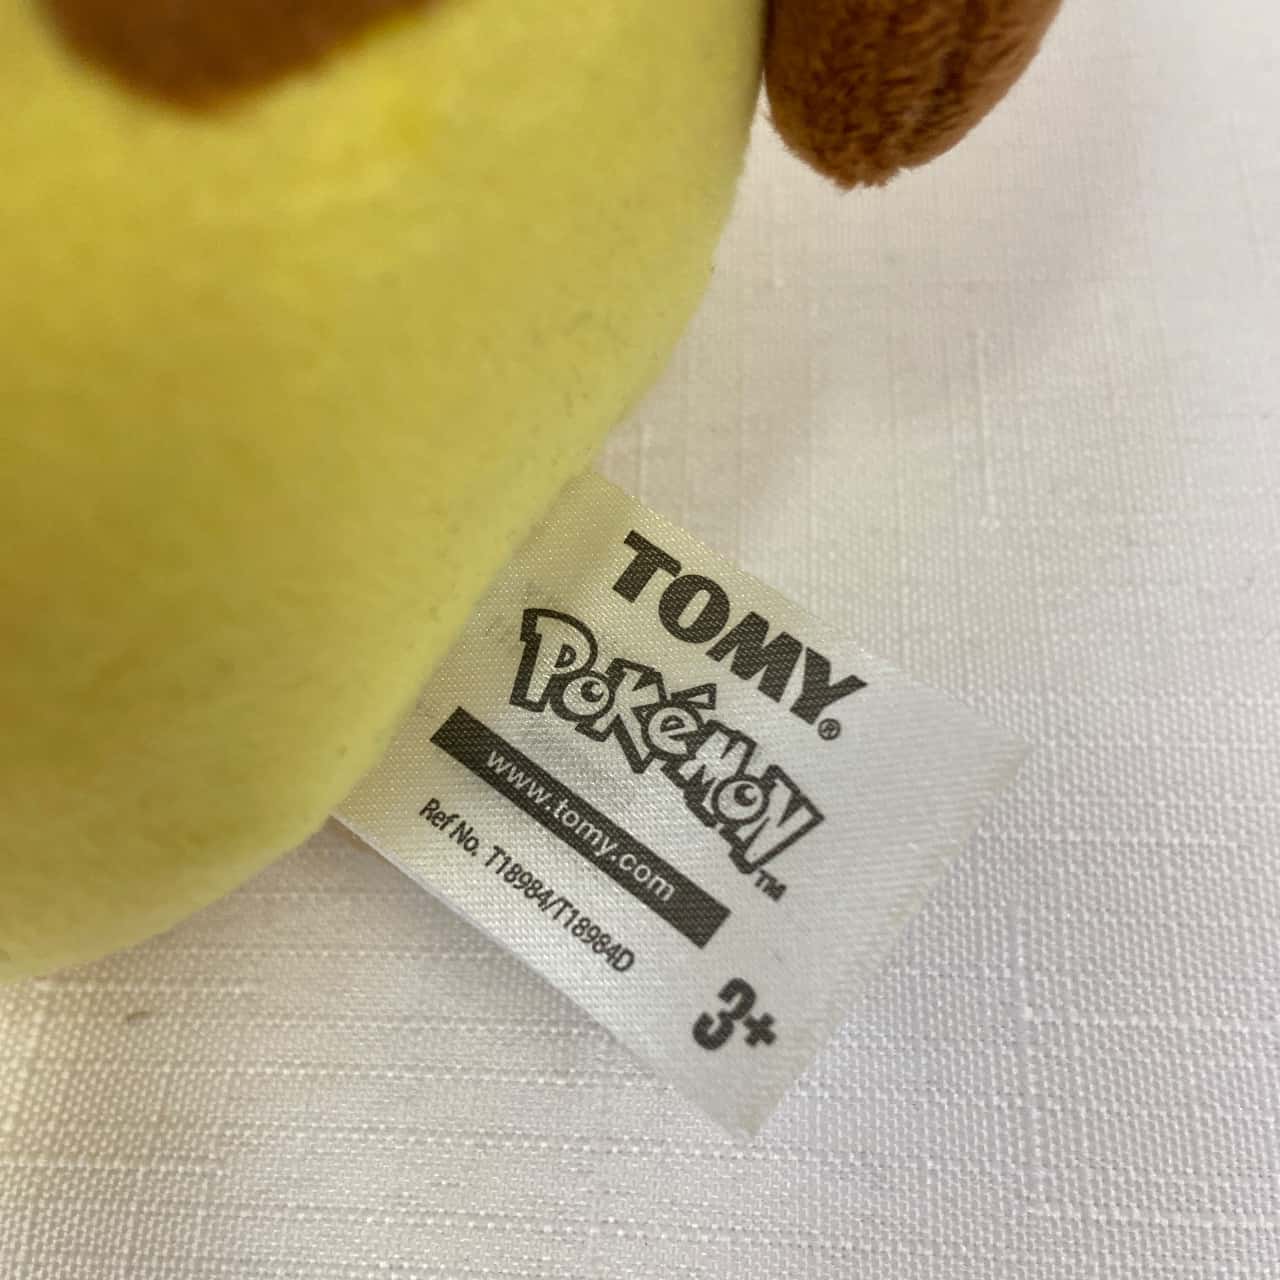 TOMY®
POKéMON™
www.tomy.com
Ref No. T18984/T18984D
3+